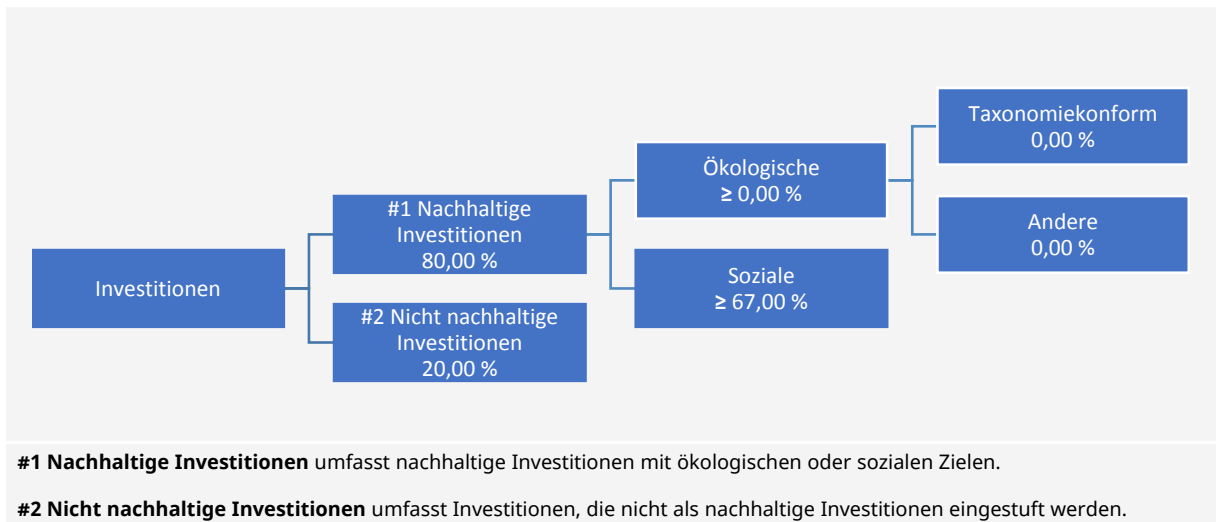 Investitionen
#1 Nachhaltige
Investitionen
80,00 %
#2 Nicht nachhaltige
Investitionen
20,00 %
Ökologische
≥ 0,00 %
Soziale
≥ 67,00 %
Taxonomiekonform
0,00 %
Andere
0,00 %
#1 Nachhaltige Investitionen umfasst nachhaltige Investitionen mit ökologischen oder sozialen Zielen.
#2 Nicht nachhaltige Investitionen umfasst Investitionen, die nicht als nachhaltige Investitionen eingestuft werden.